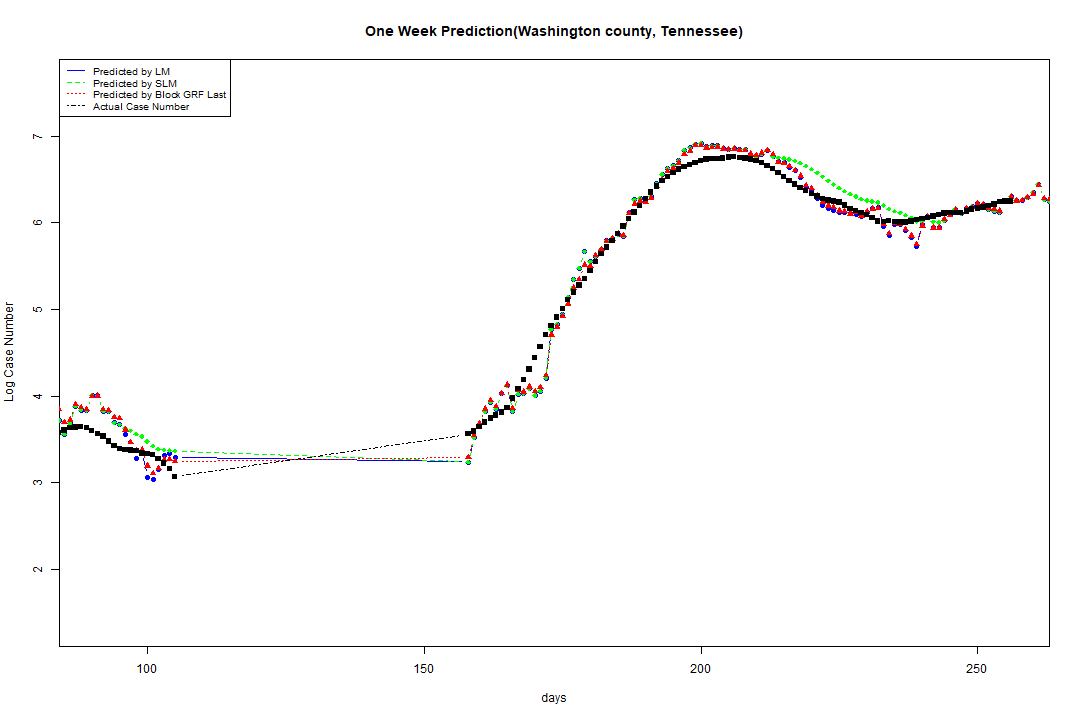 One Week Prediction(Washington county, Tennessee)
Predicted by LM
Predicted by SLM
Predicted by Block GRF Last
Actual Case Number
7
6
5
4
3
2
Log Case Number
100 150 200 250
days